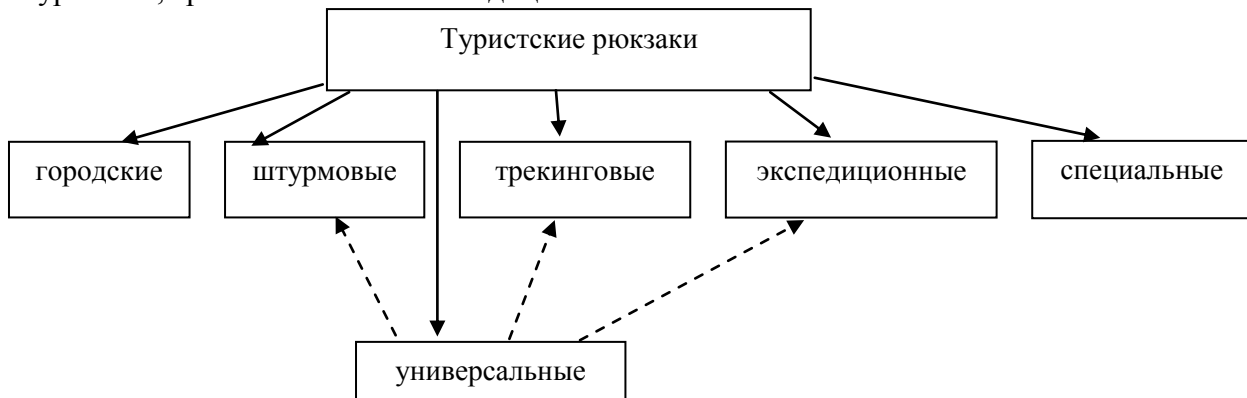 Туристские рюкзаки
городские
штурмовые
трекинговые
экспедиционные
специальные
универсальные